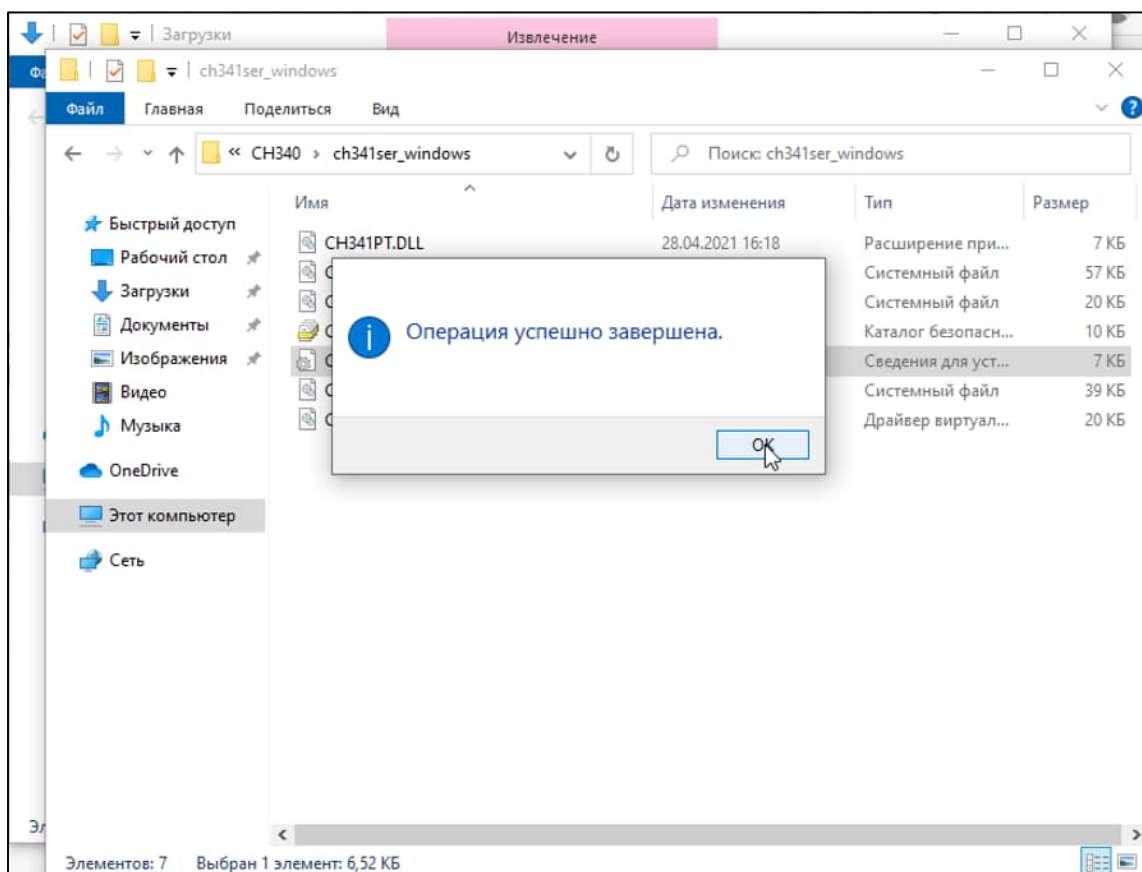 Загрузки
Извлечение
ch341ser_windows
Файл Главная Поделиться Вид
« CH340 › ch341ser_windows
Поиск: ch341ser_windows
Имя Дата изменения Тип Размер
Быстрый доступ
Рабочий стол
Загрузки
Документы
Изображения
Видео
Музыка
OneDrive
Этот компьютер
Сеть
CH341PT.DLL 28.04.2021 16:18 Расширение при... 7 КБ
Системный файл 57 КБ
Системный файл 20 КБ
Каталог безопасн... 10 КБ
Сведения для уст... 7 КБ
Системный файл 39 КБ
Драйвер виртуал... 20 КБ
Операция успешно завершена.
OK
Элементов: 7 Выбран 1 элемент: 6,52 КБ